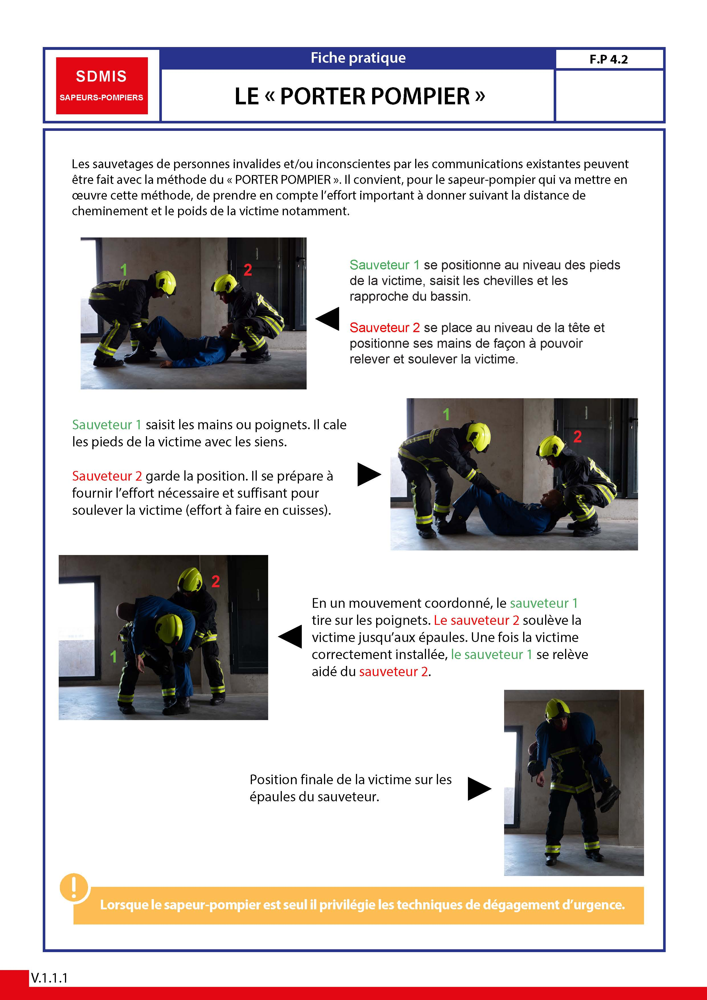 SDMIS
SAPEURS-POMPIERS
Fiche pratique
F.P 4.2
LE « PORTER POMPIER »
Les sauvetages de personnes invalides et/ou inconscientes par les communications existantes peuvent
être fait avec la méthode du « PORTER POMPIER ». Il convient, pour le sapeur-pompier qui va mettre en
œuvre cette méthode, de prendre en compte l’effort important à donner suivant la distance de
cheminement et le poids de la victime notamment.
1
2
Sauveteur 1 se positionne au niveau des pieds
de la victime, saisit les chevilles et les
rapproche du bassin.
Sauveteur 2 se place au niveau de la tête et
positionne ses mains de façon à pouvoir
relever et soulever la victime.
Sauveteur 1 saisit les mains ou poignets. Il cale
les pieds de la victime avec les siens.
Sauveteur 2 garde la position. Il se prépare à
fournir l’effort nécessaire et suffisant pour
soulever la victime (effort à faire en cuisses).
1
2
2
1
En un mouvement coordonné, le sauveteur 1
tire sur les poignets. Le sauveteur 2 soulève la
victime jusqu’aux épaules. Une fois la victime
correctement installée, le sauveteur 1 se relève
aidé du sauveteur 2.
Position finale de la victime sur les
épaules du sauveteur.
!
Lorsque le sapeur-pompier est seul il privilégie les techniques de dégagement d’urgence.
V.1.1.1